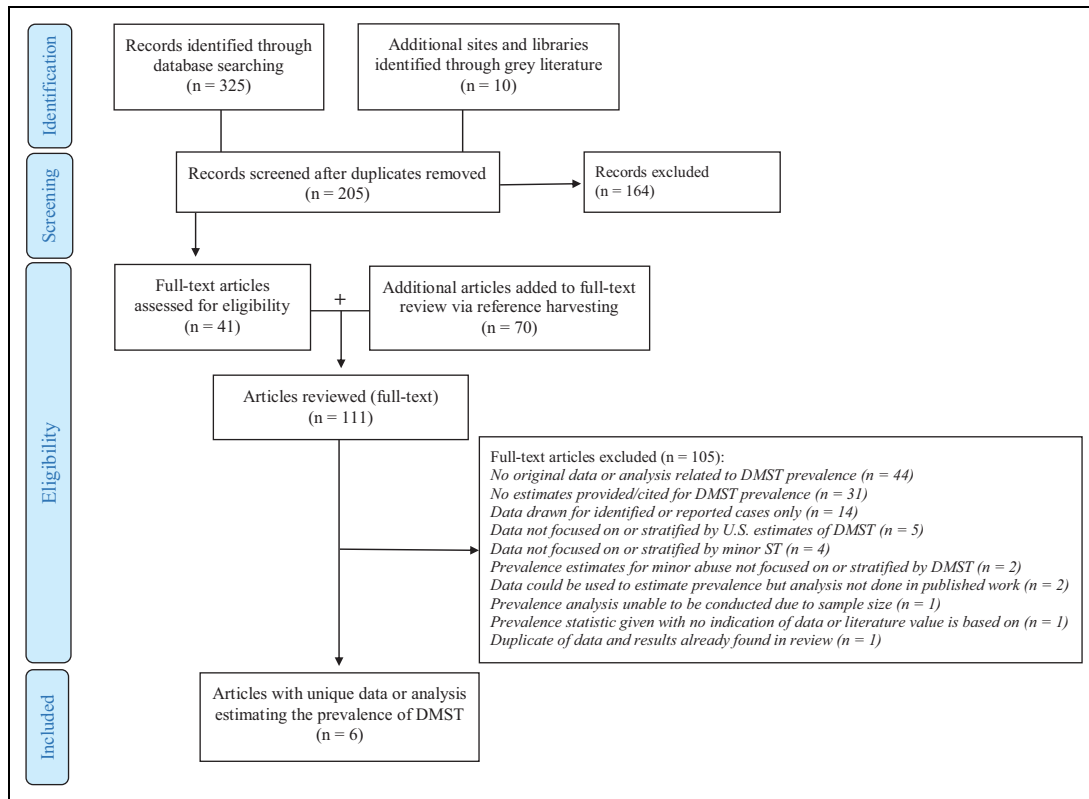 Identification
Records identified through
database searching
(n = 325)
Additional sites and libraries
identified through grey literature
(n = 10)
Screening
Records screened after duplicates removed
(n = 205)
Records excluded
(n = 164)
Eligibility
Full-text articles
assessed for eligibility
(n = 41)
+
Additional articles added to full-text
review via reference harvesting
(n = 70)
Articles reviewed (full-text)
(n = 111)
Full-text articles excluded (n = 105):
No original data or analysis related to DMST prevalence (n = 44)
No estimates provided/cited for DMST prevalence (n = 31)
Data drawn for identified or reported cases only (n = 14)
Data not focused on or stratified by U.S. estimates of DMST (n = 5)
Data not focused on or stratified by minor ST (n = 4)
Prevalence estimates for minor abuse not focused on or stratified by DMST (n = 2)
Data could be used to estimate prevalence but analysis not done in published work (n = 2)
Prevalence analysis unable to be conducted due to sample size (n = 1)
Prevalence statistic given with no indication of data or literature value is based on (n = 1)
Duplicate of data and results already found in review (n = 1)
Included
Articles with unique data or analysis
estimating the prevalence of DMST
(n = 6)